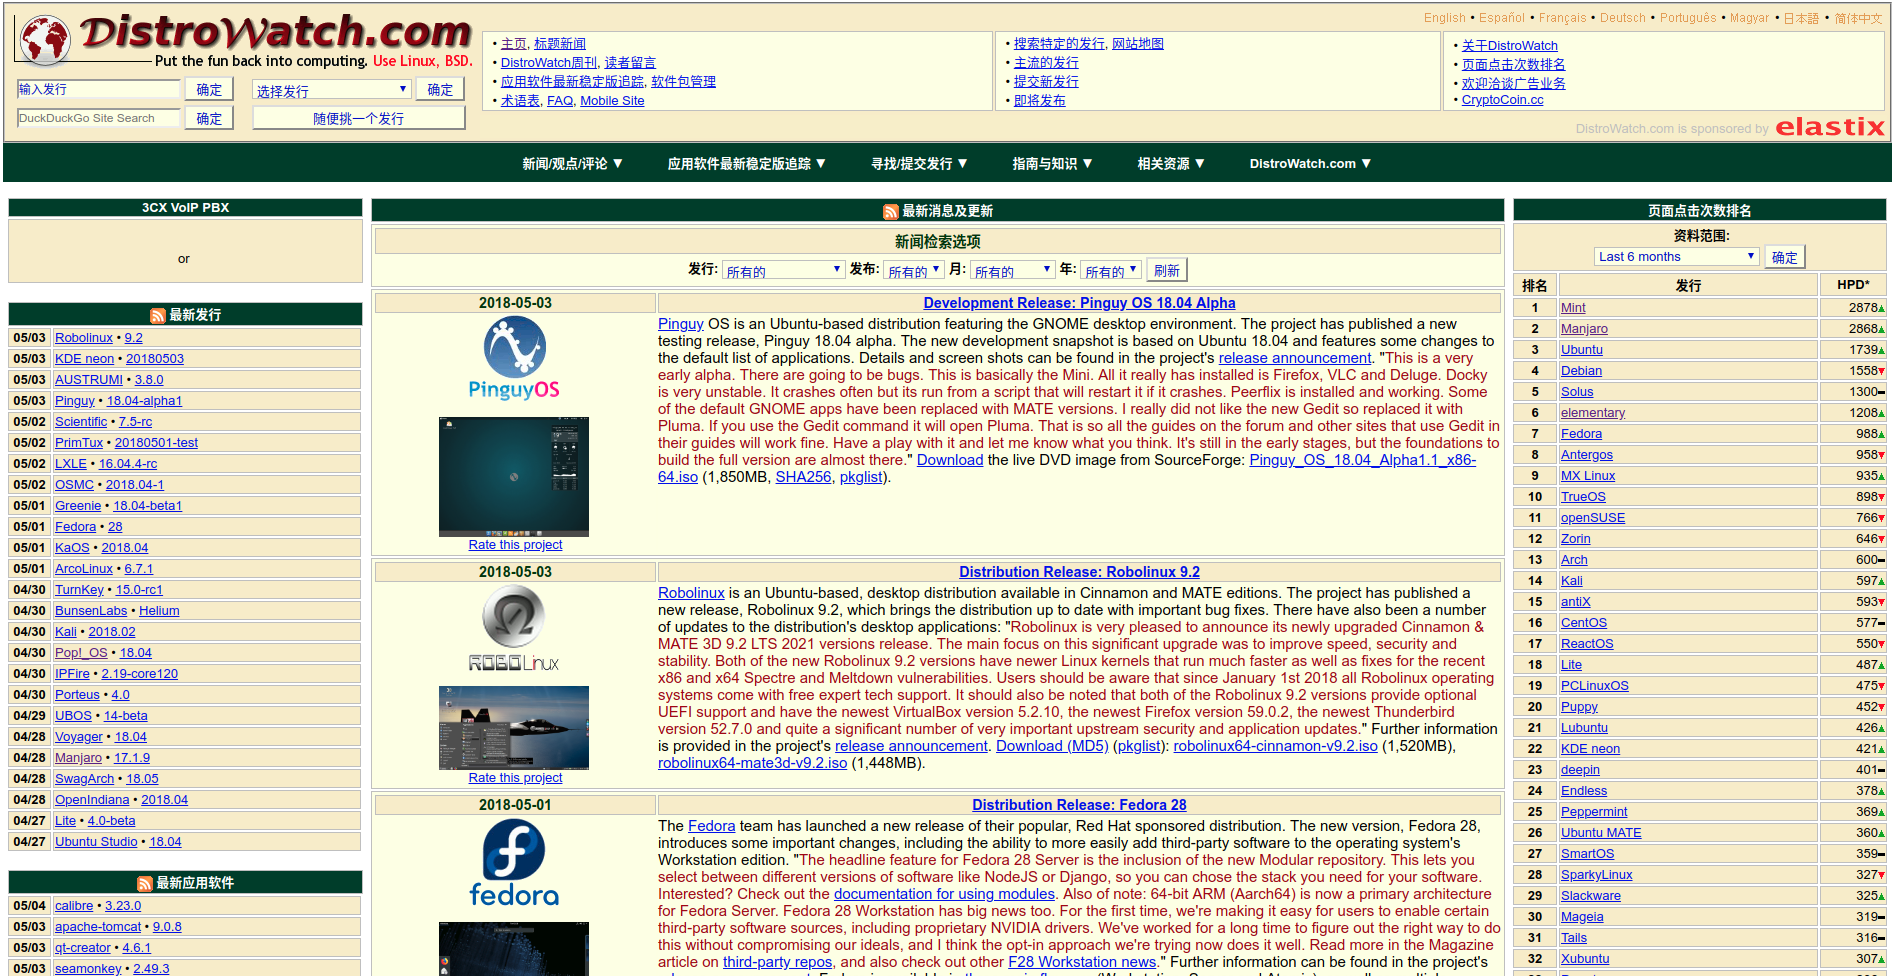 DistroWatch.com
Put the fun back into computing. Use Linux, BSD.
English • Español • Français • Deutsch • Português • Magyar • 日本語 • 简体中文
输入发行 确定 选择发行 确定
DuckDuckGo Site Search 确定 随便挑一个发行
• 主页, 标题新闻
• DistroWatch周刊, 读者留言
• 应用软件最新稳定版追踪, 软件包管理
• 术语表, FAQ, Mobile Site
• 搜索特定的发行, 网站地图
• 主流的发行
• 提交新发行
• 即将发布
• 关于DistroWatch
• 页面点击次数排名
• 欢迎洽谈广告业务
• CryptoCoin.cc
DistroWatch.com is sponsored by elastix
新闻/观点/评论 ▼ 应用软件最新稳定版追踪 ▼ 寻找/提交发行 ▼ 指南与知识 ▼ 相关资源 ▼ DistroWatch.com ▼
3CX VoIP PBX
or
最新发行
05/03 Robolinux • 9.2
05/03 KDE neon • 20180503
05/03 AUSTRUMI • 3.8.0
05/03 Pinguy • 18.04-alpha1
05/02 Scientific • 7.5-rc
05/02 PrimTux • 20180501-test
05/02 LXLE • 16.04.4-rc
05/02 OSMC • 2018.04-1
05/01 Greenie • 18.04-beta1
05/01 Fedora • 28
05/01 KaOS • 2018.04
05/01 ArcoLinux • 6.7.1
04/30 TurnKey • 15.0-rc1
04/30 BunsenLabs • Helium
04/30 Kali • 2018.02
04/30 Pop!_OS • 18.04
04/30 IPFire • 2.19-core120
04/30 Porteus • 4.0
04/29 UBOS • 14-beta
04/28 Voyager • 18.04
04/28 Manjaro • 17.1.9
04/28 SwagArch • 18.05
04/28 OpenIndiana • 2018.04
04/27 Lite • 4.0-beta
04/27 Ubuntu Studio • 18.04
最新应用软件
05/04 calibre • 3.23.0
05/03 apache-tomcat • 9.0.8
05/03 qt-creator • 4.6.1
05/03 seamonkey • 2.49.3
最新消息及更新
新闻检索选项
发行: 所有的 发布: 所有的 月: 所有的 年: 所有的 刷新
2018-05-03 Development Release: Pinguy OS 18.04 Alpha
PinguyOS
Rate this project
Pinguy OS is an Ubuntu-based distribution featuring the GNOME desktop environment. The project has published a new
testing release, Pinguy 18.04 alpha. The new development snapshot is based on Ubuntu 18.04 and features some changes to
the default list of applications. Details and screen shots can be found in the project's release announcement. "This is a very
early alpha. There are going to be bugs. This is basically the Mini. All it really has installed is Firefox, VLC and Deluge. Docky
is very unstable. It crashes often but its run from a script that will restart it if it crashes. Peerflix is installed and working. Some
of the default GNOME apps have been replaced with MATE versions. I really did not like the new Gedit so replaced it with
Pluma. If you use the Gedit command it will open Pluma. That is so all the guides on the forum and other sites that use Gedit in
their guides will work fine. Have a play with it and let me know what you think. It's still in the early stages, but the foundations to
build the full version are almost there." Download the live DVD image from SourceForge: Pinguy_OS_18.04_Alpha1.1_x86-
64.iso (1,850MB, SHA256, pkglist).
2018-05-03 Distribution Release: Robolinux 9.2
ROBOLinux
Rate this project
Robolinux is an Ubuntu-based, desktop distribution available in Cinnamon and MATE editions. The project has published a
new release, Robolinux 9.2, which brings the distribution up to date with important bug fixes. There have also been a number
of updates to the distribution's desktop applications: "Robolinux is very pleased to announce its newly upgraded Cinnamon &
MATE 3D 9.2 LTS 2021 versions release. The main focus on this significant upgrade was to improve speed, security and
stability. Both of the new Robolinux 9.2 versions have newer Linux kernels that run much faster as well as fixes for the recent
x86 and x64 Spectre and Meltdown vulnerabilities. Users should be aware that since January 1st 2018 all Robolinux operating
systems come with free expert tech support. It should also be noted that both of the Robolinux 9.2 versions provide optional
UEFI support and have the newest VirtualBox version 5.2.10, the newest Firefox version 59.0.2, the newest Thunderbird
version 52.7.0 and quite a significant number of very important upstream security and application updates." Further information
is provided in the project's release announcement. Download (MD5) (pkglist): robolinux64-cinnamon-v9.2.iso (1,520MB),
robolinux64-mate3d-v9.2.iso (1,448MB).
2018-05-01 Distribution Release: Fedora 28
fedora
The Fedora team has launched a new release of their popular, Red Hat sponsored distribution. The new version, Fedora 28,
introduces some important changes, including the ability to more easily add third-party software to the operating system's
Workstation edition. "The headline feature for Fedora 28 Server is the inclusion of the new Modular repository. This lets you
select between different versions of software like NodeJS or Django, so you can chose the stack you need for your software.
Interested? Check out the documentation for using modules. Also of note: 64-bit ARM (Aarch64) is now a primary architecture
for Fedora Server. Fedora 28 Workstation has big news too. For the first time, we're making it easy for users to enable certain
third-party software sources, including proprietary NVIDIA drivers. We've worked for a long time to figure out the right way to do
this without compromising our ideals, and I think the opt-in approach we're trying now does it well. Read more in the Magazine
article on third-party repos, and also check out other F28 Workstation news." Further information can be found in the project's
页面点击次数排名
资料范围:
Last 6 months 确定
排名 发行 HPD*
1 Mint 2878
2 Manjaro 2868
3 Ubuntu 1739
4 Debian 1558
5 Solus 1300
6 elementary 1208
7 Fedora 988
8 Antergos 958
9 MX Linux 935
10 TrueOS 898
11 openSUSE 766
12 Zorin 646
13 Arch 600
14 Kali 597
15 antiX 593
16 CentOS 577
17 ReactOS 550
18 Lite 487
19 PCLinuxOS 475
20 Puppy 452
21 Lubuntu 426
22 KDE neon 421
23 deepin 401
24 Endless 378
25 Peppermint 369
26 Ubuntu MATE 360
27 SmartOS 359
28 SparkyLinux 327
29 Slackware 325
30 Mageia 319
31 Tails 316
32 Xubuntu 307